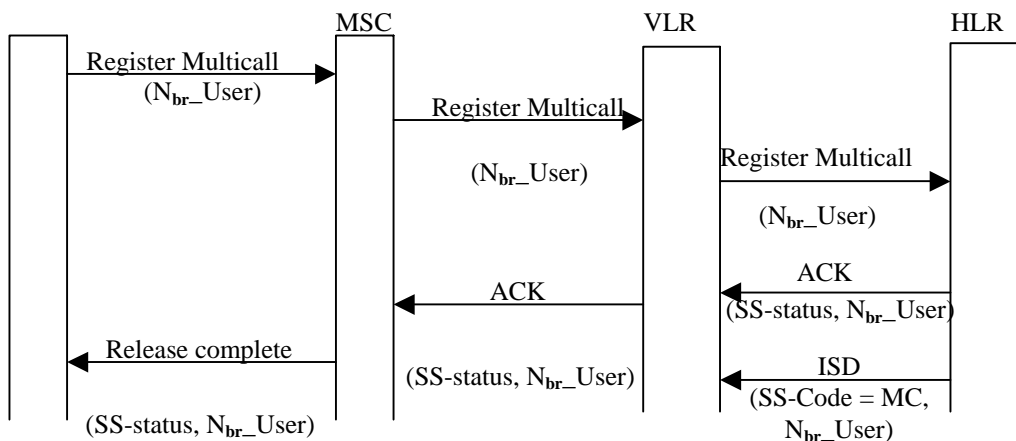 MSC
VLR
HLR
Register Multicall
(Nbr_User)
Register Multicall
(Nbr_User)
Register Multicall
(Nbr_User)
ACK
(SS-status, Nbr_User)
ACK
(SS-status, Nbr_User)
Release complete
(SS-status, Nbr_User)
ISD
(SS-Code = MC,
Nbr_User)